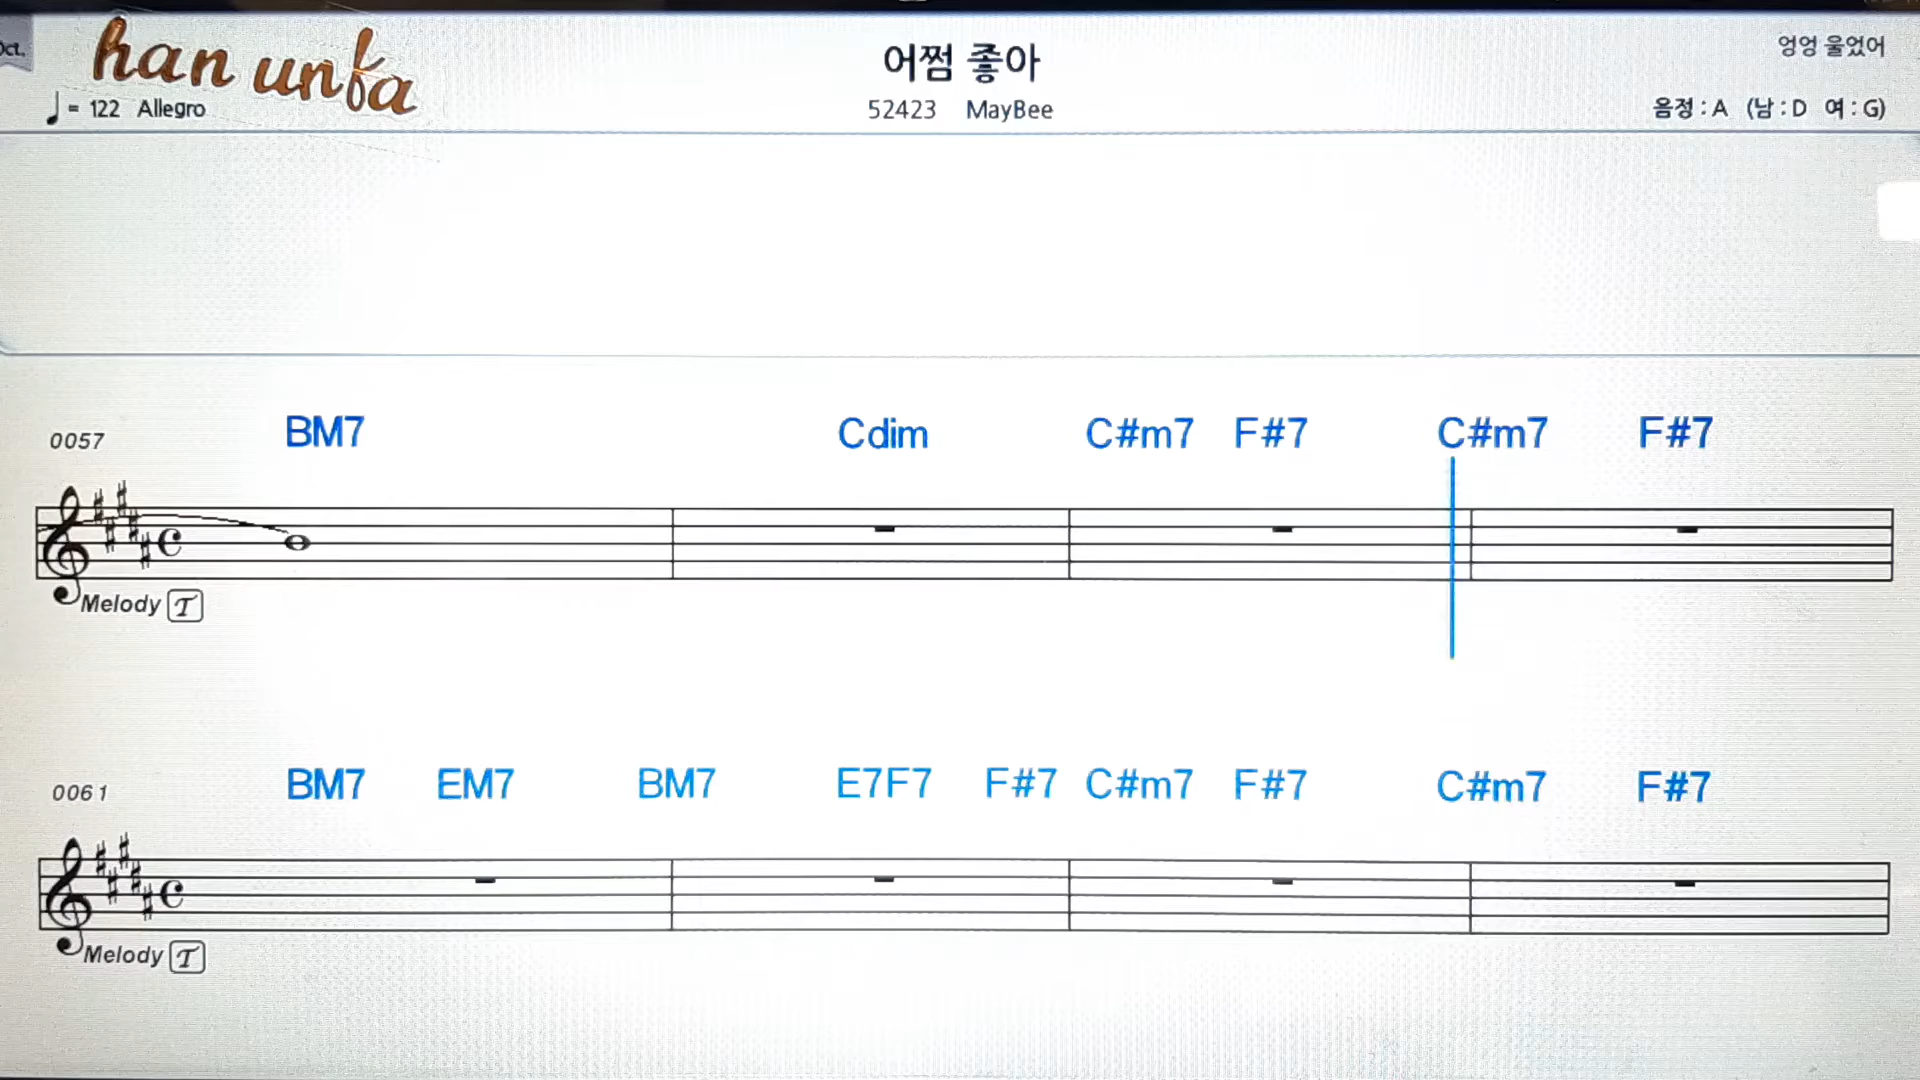 Oct.
han unfa
어쩜 좋아
엉엉 울었어
♩ = 122 Allegro
52423 MayBee
음정 : A (남 : D 여 : G)
0057 BM7 Cdim C#m7 F#7 C#m7 F#7
Melody T
0061 BM7 EM7 BM7 E7F7 F#7 C#m7 F#7 C#m7 F#7
Melody T